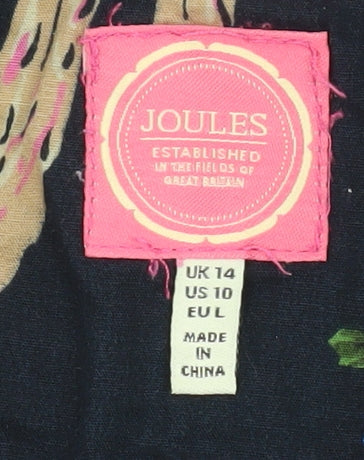 JOULES
ESTABLISHED
IN THE FIELDS OF
GREAT BRITAIN
UK 14
US 10
EU L
MADE
IN
CHINA